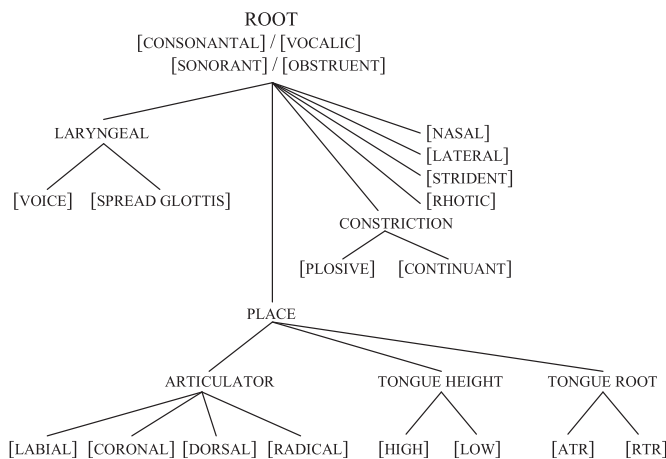 ROOT
[CONSONANTAL] / [VOCALIC]
[SONORANT] / [OBSTRUENT]
LARYNGEAL
[NASAL]
[LATERAL]
[STRIDENT]
[VOICE] [SPREAD GLOTTIS]
[RHOTIC]
CONSTRICTION
[PLOSIVE] [CONTINUANT]
PLACE
ARTICULATOR TONGUE HEIGHT TONGUE ROOT
[LABIAL] [CORONAL] [DORSAL] [RADICAL] [HIGH] [LOW] [ATR] [RTR]